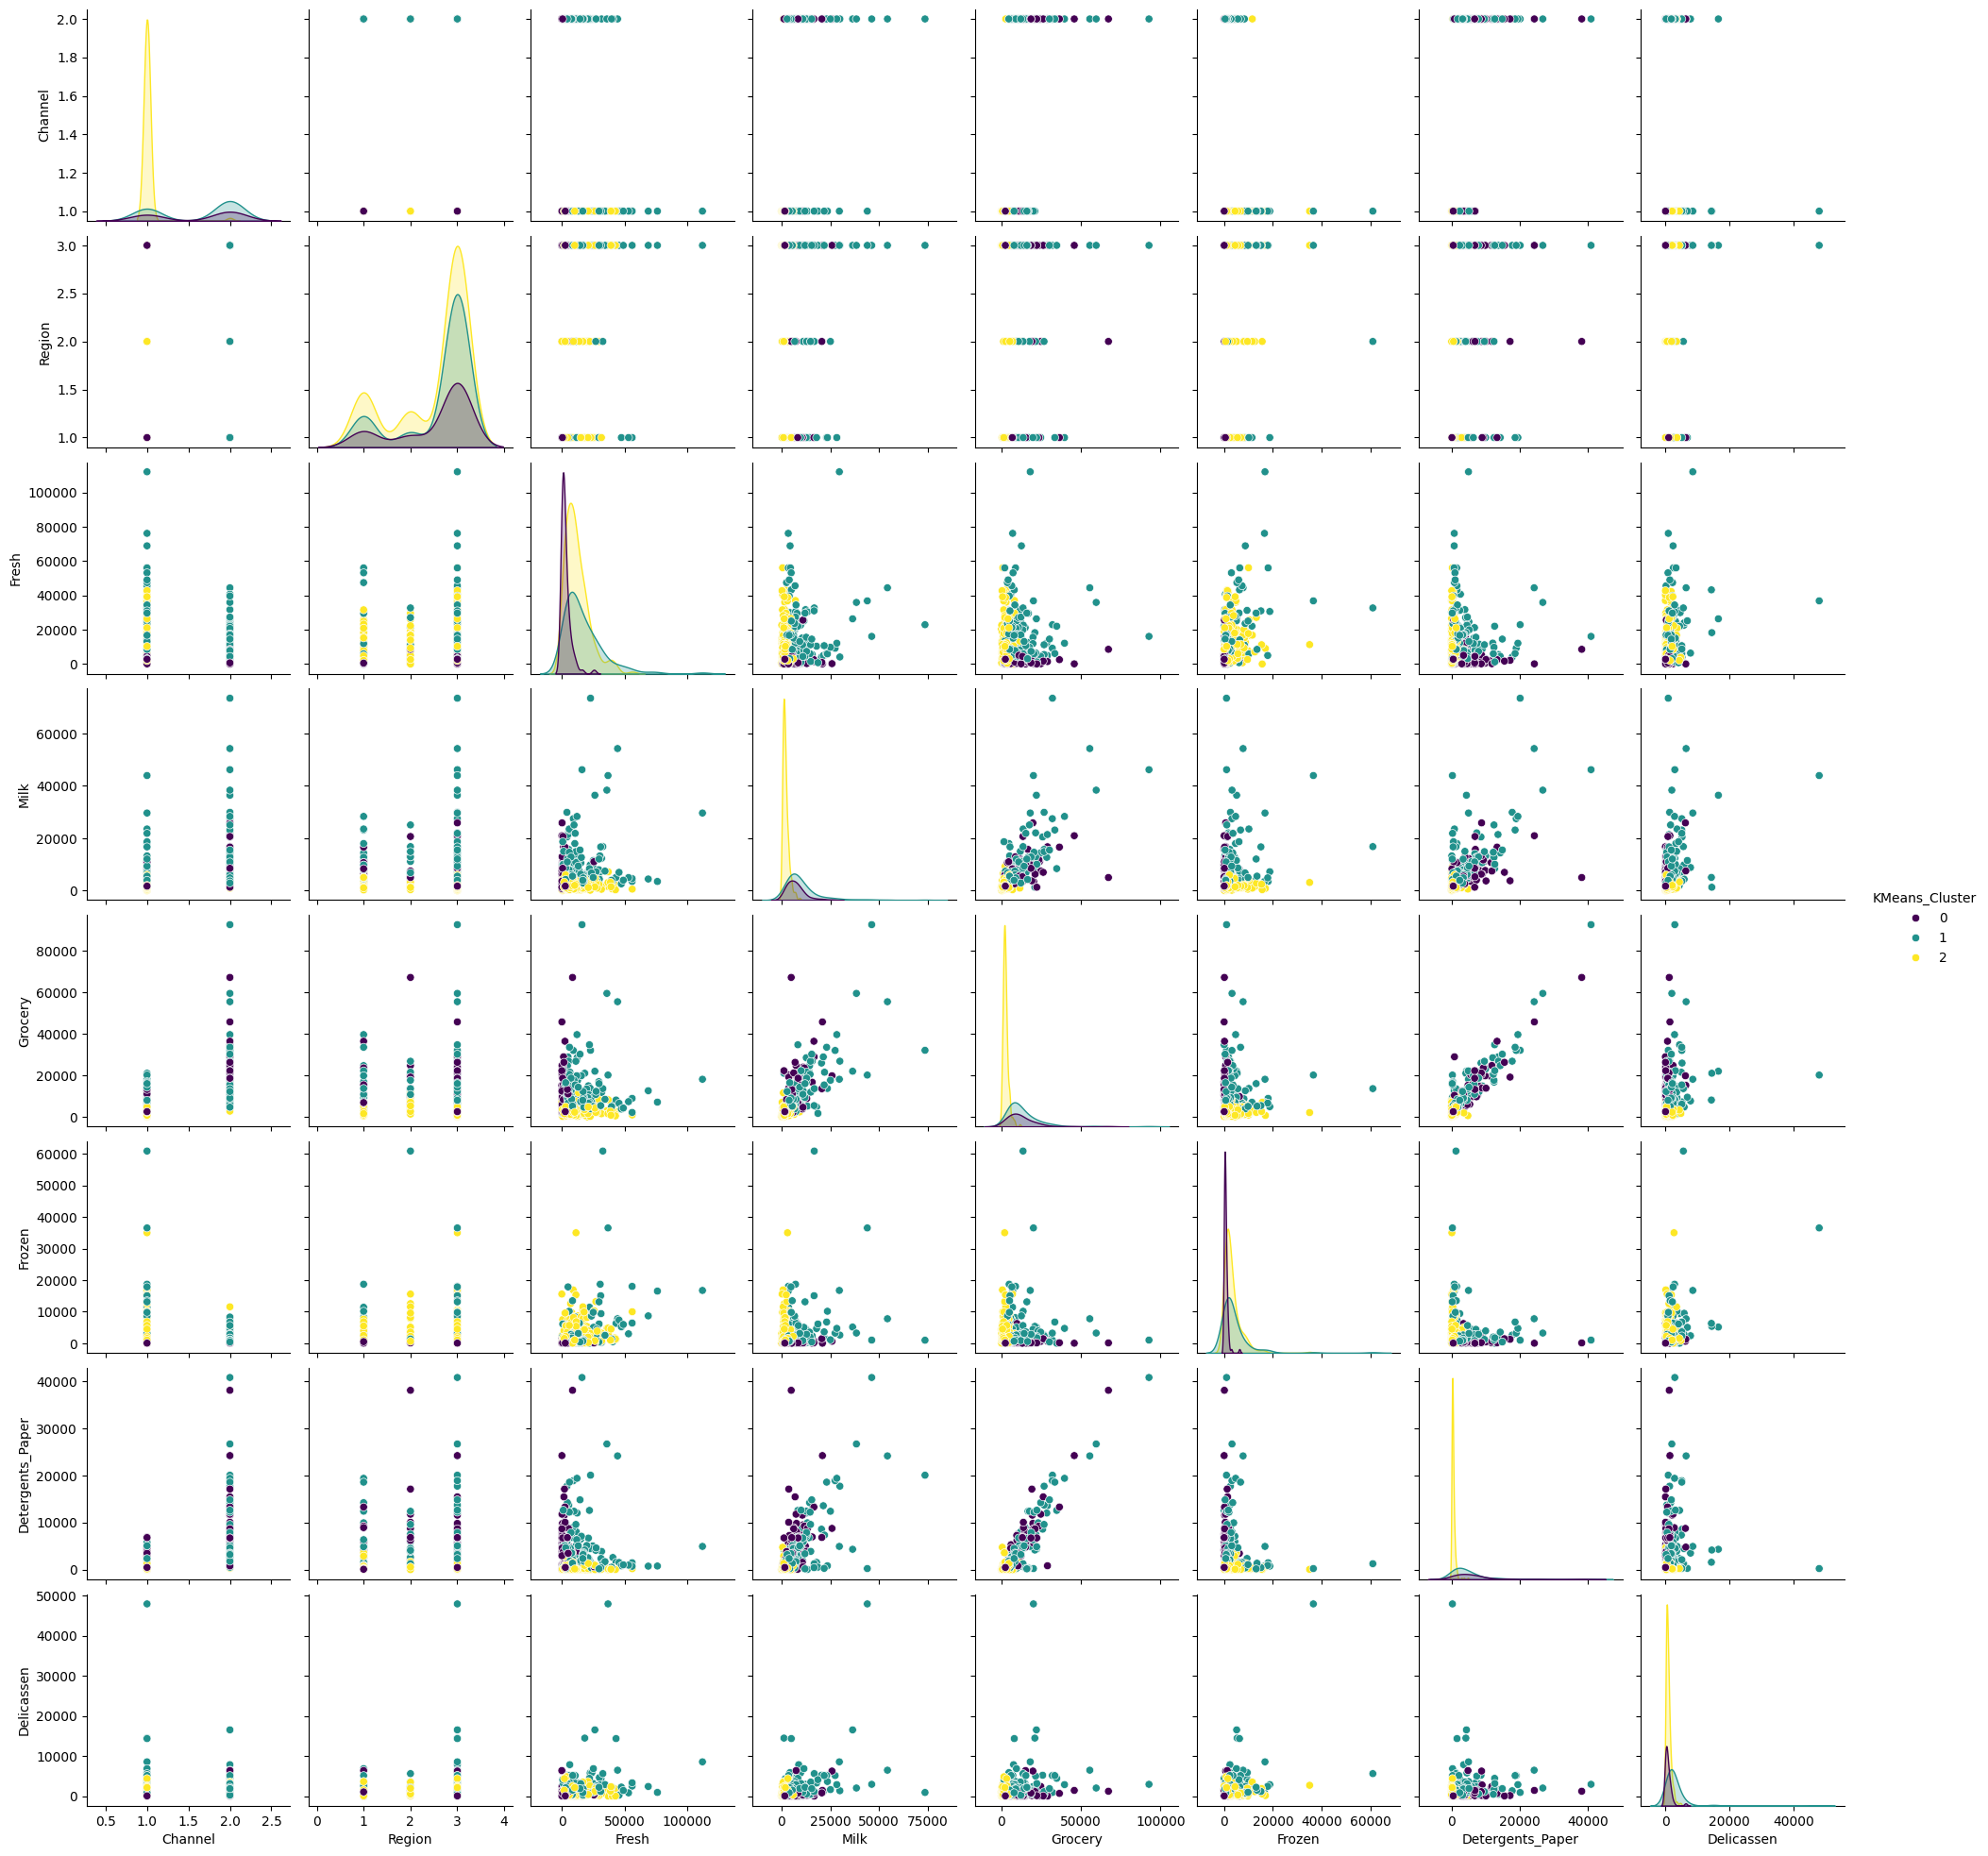 2.0
1.8
1.6
1.4
1.2
1.0
Channel
3.0
2.5
2.0
1.5
1.0
Region
100000
80000
60000
40000
20000
0
Fresh
60000
40000
20000
0
Milk
KMeans_Cluster
0
1
2
80000
60000
40000
20000
0
Grocery
60000
50000
40000
30000
20000
10000
0
Frozen
40000
30000
20000
10000
0
Detergents_Paper
50000
40000
30000
20000
10000
0
Delicassen
0.5 1.0 1.5 2.0 2.5
Channel
0 1 2 3 4
Region
0 50000 100000
Fresh
0 25000 50000 75000
Milk
0 50000 100000
Grocery
0 20000 40000 60000
Frozen
0 20000 40000
Detergents_Paper
0 20000 40000
Delicassen